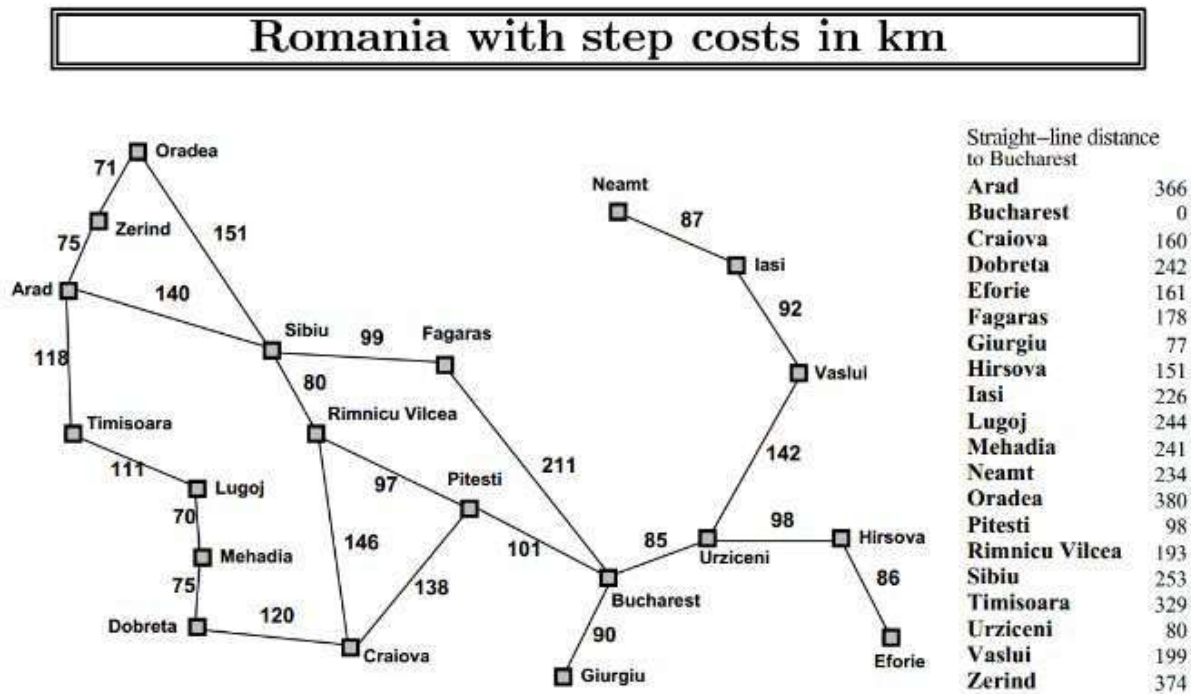 Romania with step costs in km
Oradea
71
Neamt
87
Zerind
151
75
Iasi
Arad
140
92
Sibiu
99
Fagaras
118
80
Vaslui
Timisoara
Rimnicu Vilcea
111
211
142
Lugoj
97
Pitesti
70
98
Hirsova
146
101
85
Urziceni
Mehadia
138
86
75
Bucharest
120
90
Dobreta
Craiova
Eforie
Giurgiu
Straight–line distance
to Bucharest
Arad 366
Bucharest 0
Craiova 160
Dobreta 242
Eforie 161
Fagaras 178
Giurgiu 77
Hirsova 151
Iasi 226
Lugoj 244
Mehadia 241
Neamt 234
Oradea 380
Pitesti 98
Rimnicu Vilcea 193
Sibiu 253
Timisoara 329
Urziceni 80
Vaslui 199
Zerind 374